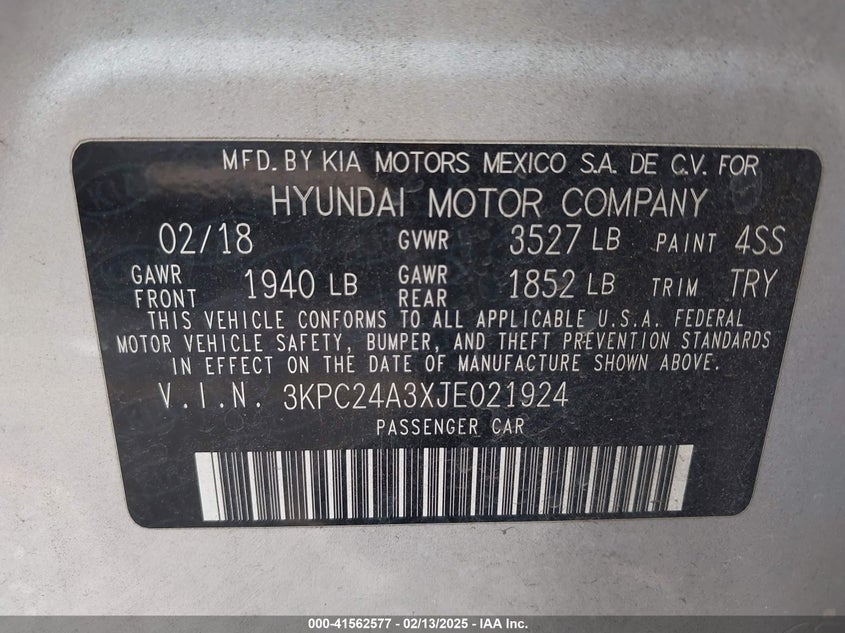 MFD. BY KIA MOTORS MEXICO S.A. DE C.V. FOR
HYUNDAI MOTOR COMPANY
02/18 GVWR 3527 LB PAINT 4SS
GAWR FRONT 1940 LB GAWR REAR 1852 LB TRIM TRY
THIS VEHICLE CONFORMS TO ALL APPLICABLE U.S.A. FEDERAL
MOTOR VEHICLE SAFETY, BUMPER, AND THEFT PREVENTION STANDARDS
IN EFFECT ON THE DATE OF MANUFACTURE SHOWN ABOVE.
V.I.N. 3KPC24A3XJE021924
PASSENGER CAR
000-41562577 - 02/13/2025 - IAA Inc.